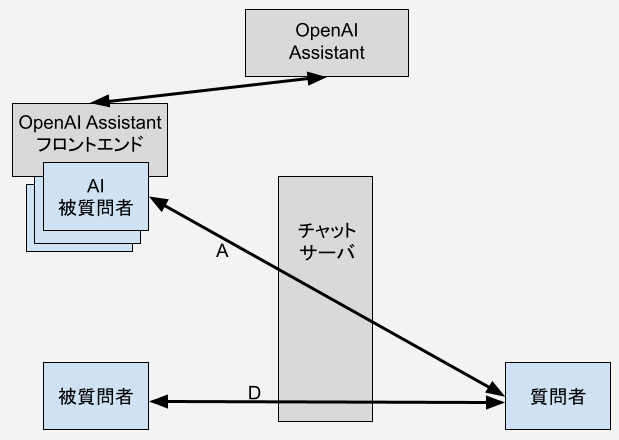 OpenAI
Assistant
OpenAI Assistant
フロントエンド
AI
被質問者
チャット
サーバ
A
被質問者
D
質問者